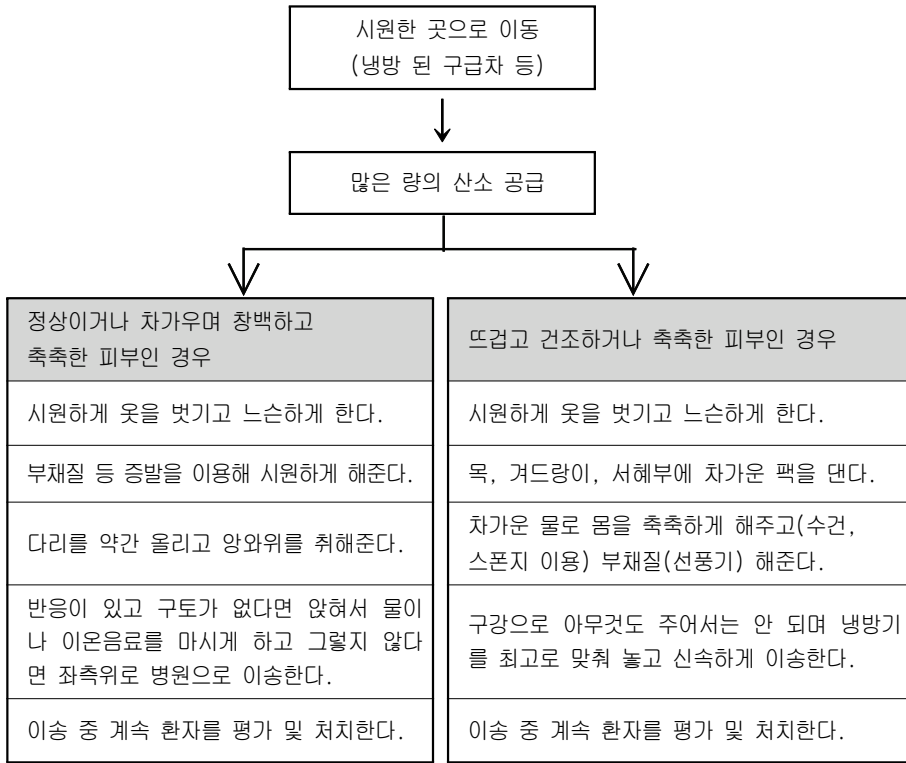 시원한 곳으로 이동
(냉방 된 구급차 등)
많은 량의 산소 공급
정상이거나 차가우며 창백하고
축축한 피부인 경우
시원하게 옷을 벗기고 느슨하게 한다.
부채질 등 증발을 이용해 시원하게 해준다.
다리를 약간 올리고 앙와위를 취해준다.
반응이 있고 구토가 없다면 앉혀서 물이
나 이온음료를 마시게 하고 그렇지 않다
면 좌측위로 병원으로 이송한다.
이송 중 계속 환자를 평가 및 처치한다.
뜨겁고 건조하거나 축축한 피부인 경우
시원하게 옷을 벗기고 느슨하게 한다.
목, 겨드랑이, 서혜부에 차가운 팩을 댄다.
차가운 물로 몸을 축축하게 해주고(수건,
스폰지 이용) 부채질(선풍기) 해준다.
구강으로 아무것도 주어서는 안 되며 냉방기
를 최고로 맞춰 놓고 신속하게 이송한다.
이송 중 계속 환자를 평가 및 처치한다.